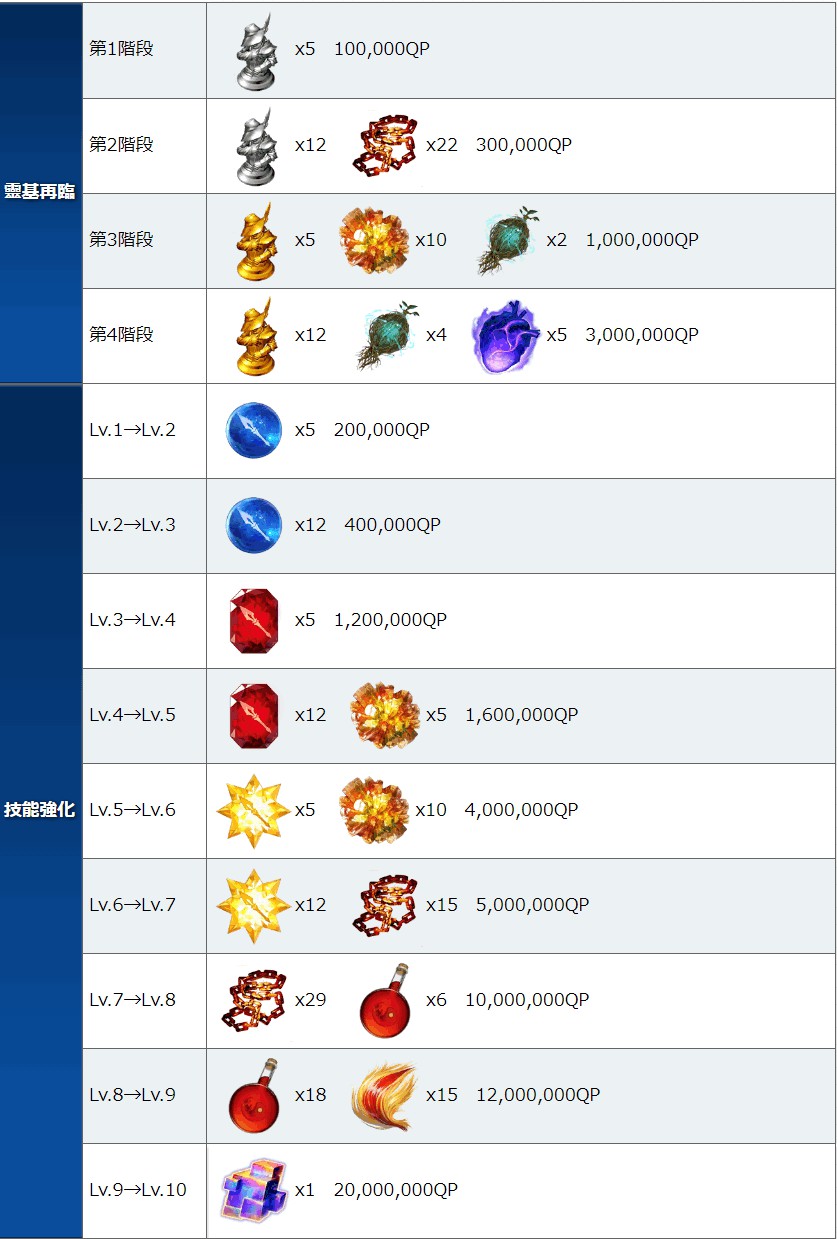 靈基再臨
第1階段 x5 100,000QP
第2階段 x12 x22 300,000QP
第3階段 x5 x10 x2 1,000,000QP
第4階段 x12 x4 x5 3,000,000QP
技能強化
Lv.1→Lv.2 x5 200,000QP
Lv.2→Lv.3 x12 400,000QP
Lv.3→Lv.4 x5 1,200,000QP
Lv.4→Lv.5 x12 x5 1,600,000QP
Lv.5→Lv.6 x5 x10 4,000,000QP
Lv.6→Lv.7 x12 x15 5,000,000QP
Lv.7→Lv.8 x29 x6 10,000,000QP
Lv.8→Lv.9 x18 x15 12,000,000QP
Lv.9→Lv.10 x1 20,000,000QP